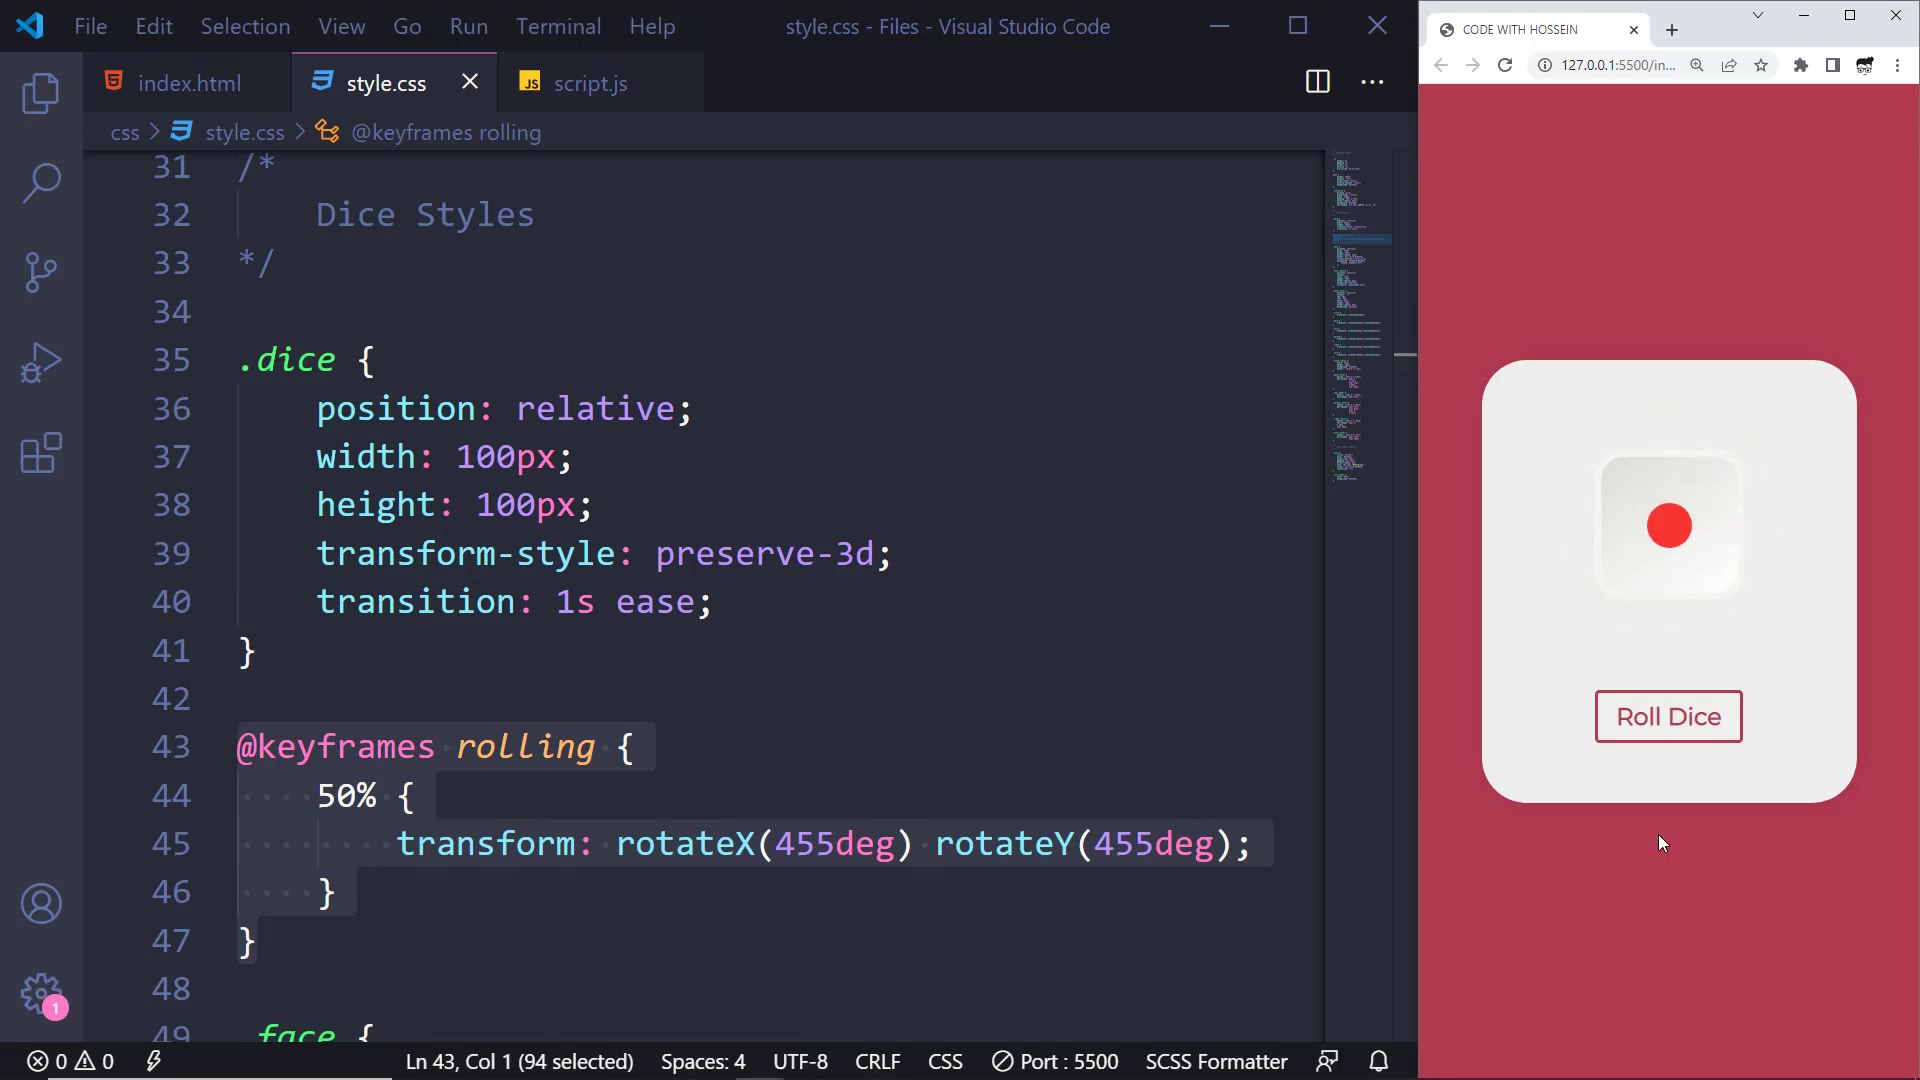 File Edit Selection View Go Run Terminal Help style.css - Files - Visual Studio Code
index.html style.css JS script.js
css > style.css > @keyframes rolling
31 /*
32 Dice Styles
33 */
34
35 .dice {
36 position: relative;
37 width: 100px;
38 height: 100px;
39 transform-style: preserve-3d;
40 transition: 1s ease;
41 }
42
43 @keyframes rolling {
44 50% {
45 transform: rotateX(455deg) rotateY(455deg);
46 }
47 }
48
49 .face {
1
0 0 Ln 43, Col 1 (94 selected) Spaces: 4 UTF-8 CRLF CSS Port : 5500 SCSS Formatter
CODE WITH HOSSEIN
127.0.0.1:5500/in...
Roll Dice